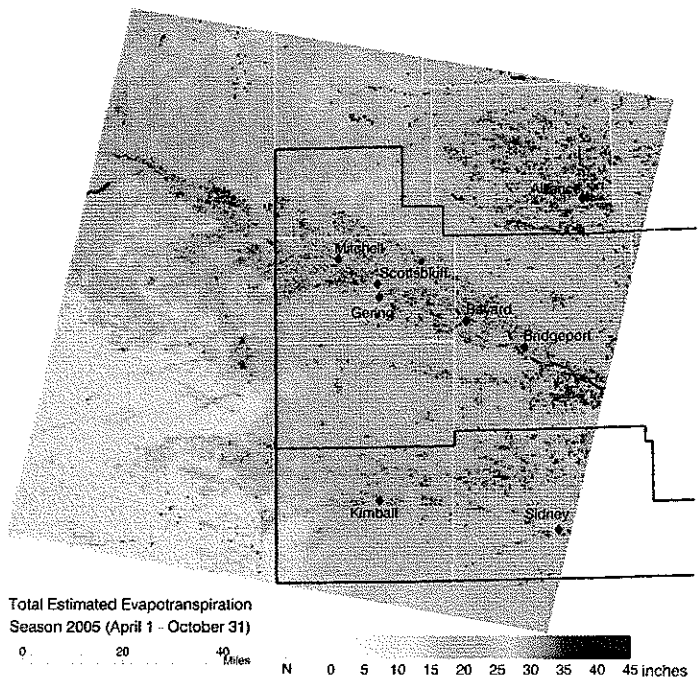 Alliance
Mitchell
Scottsbluff
Gering
Bayard
Bridgeport
Kimball
Sidney
Total Estimated Evapotranspiration
Season 2005 (April 1 - October 31)
0 20 40 Miles
N 0 5 10 15 20 25 30 35 40 45 inches